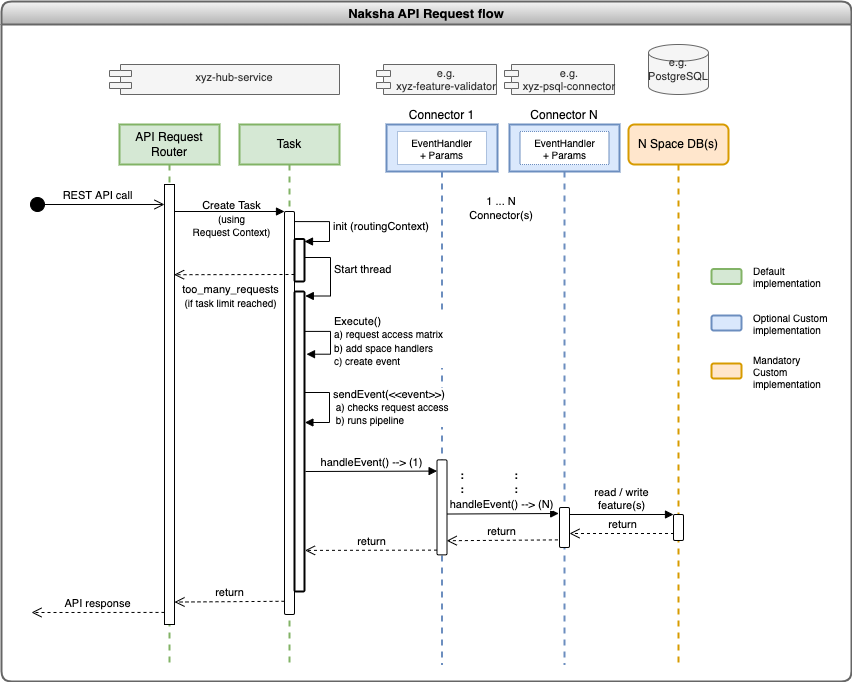 Naksha API Request flow
xyz-hub-service
e.g.
xyz-feature-validator
e.g.
xyz-psql-connector
e.g.
PostgreSQL
Connector 1
Connector N
API Request
Router
Task
EventHandler
+ Params
EventHandler
+ Params
N Space DB(s)
REST API call
Create Task
(using
Request Context)
1 ... N
Connector(s)
init (routingContext)
Start thread
too_many_requests
(if task limit reached)
Default
implementation
Optional Custom
implementation
Mandatory
Custom
implementation
Execute()
a) request access matrix
b) add space handlers
c) create event
sendEvent(<<event>>)
a) checks request access
b) runs pipeline
handleEvent() --> (1)
:
:
:
:
handleEvent() --> (N)
read / write
feature(s)
return
return
return
return
API response